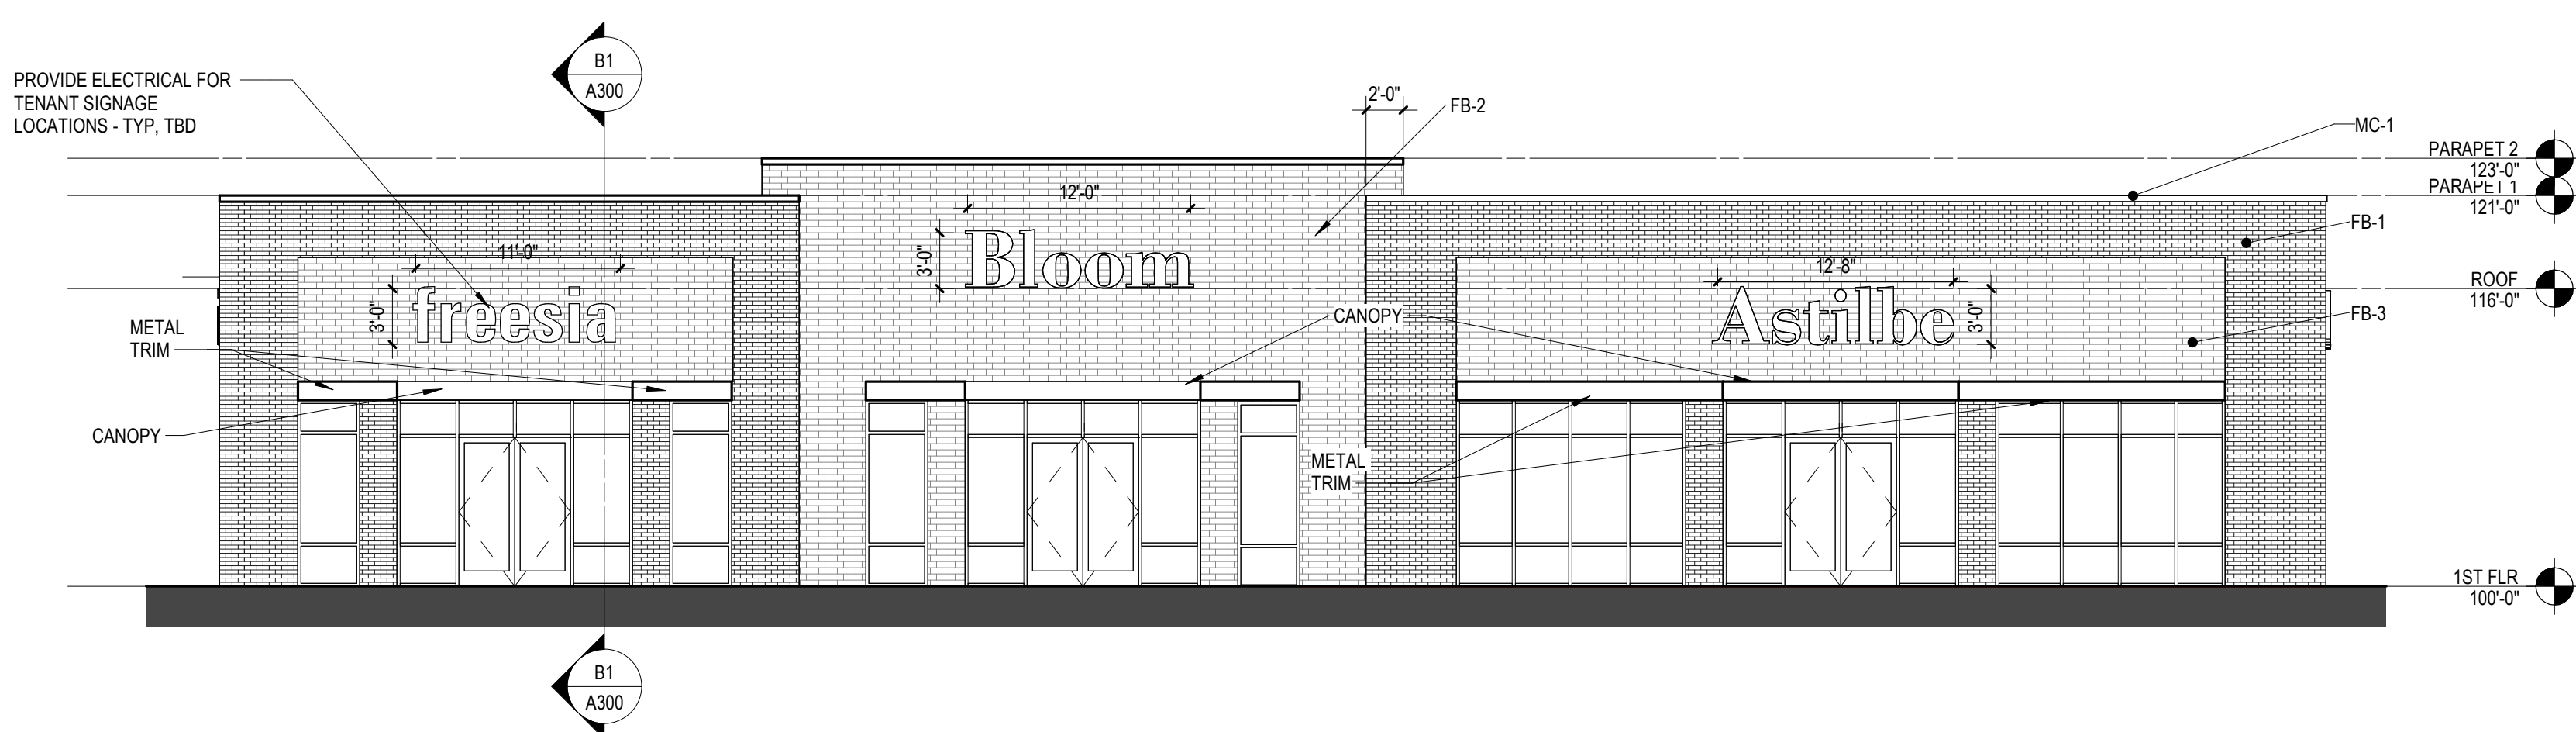 B1
A300
PROVIDE ELECTRICAL FOR
TENANT SIGNAGE
LOCATIONS - TYP, TBD
2'-0"
FB-2
MC-1
PARAPET 2
123'-0"
PARAPET 1
121'-0"
12'-0"
FB-1
11'-0"
3'-0"
Bloom
12'-8"
ROOF
116'-0"
3'-0"
freesia
CANOPY
Astilbe
3'-0"
FB-3
METAL
TRIM
CANOPY
METAL
TRIM
1ST FLR
100'-0"
B1
A300